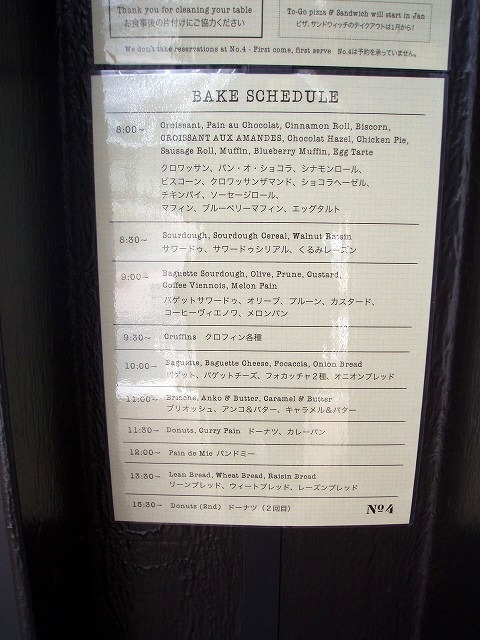 Thank you for cleaning your table
お食事後の片付けにご協力ください
To-Go pizza & Sandwich will start in Jan
ピザ、サンドウィッチのテイクアウトは1月から!
We don't take reservations at No.4 - First come, first serve No.4は予約を承っていません。
BAKE SCHEDULE
8:00~ Croissant, Pain au Chocolat, Cinnamon Roll, Biscorn,
CROISSANT AUX AMANDES, Chocolat Hazel, Chicken Pie,
Sausage Roll, Muffin, Blueberry Muffin, Egg Tarte
クロワッサン、パン・オ・ショコラ、シナモンロール、
ビスコーン、クロワッサンザマンド、ショコラヘーゼル、
チキンパイ、ソーセージロール、
マフィン、ブルーベリーマフィン、エッグタルト
8:30~ Sourdough, Sourdough Cereal, Walnut Raisin
サワードゥ、サワードゥシリアル、くるみレーズン
9:00~ Baguette Sourdough, Olive, Prune, Custard,
Coffee Viennois, Melon Pain
バゲットサワードゥ、オリーブ、プルーン、カスタード、
コーヒーヴィエノワ、メロンパン
9:30~ Cruffins クロフィン各種
10:00~ Baguette, Baguette Cheese, Focaccia, Onion Bread
バゲット、バゲットチーズ、フォカッチャ2種、オニオンブレッド
11:00~ Brioche, Anko & Butter, Caramel & Butter
ブリオッシュ、アンコ&バター、キャラメル&バター
11:30~ Donuts, Curry Pain ドーナツ、カレーパン
12:00~ Pain de Mie パンドミー
13:30~ Lean Bread, Wheat Bread, Raisin Bread
リーンブレッド、ウィートブレッド、レーズンブレッド
15:30~ Donuts (2nd) ドーナツ(2回目)
No4